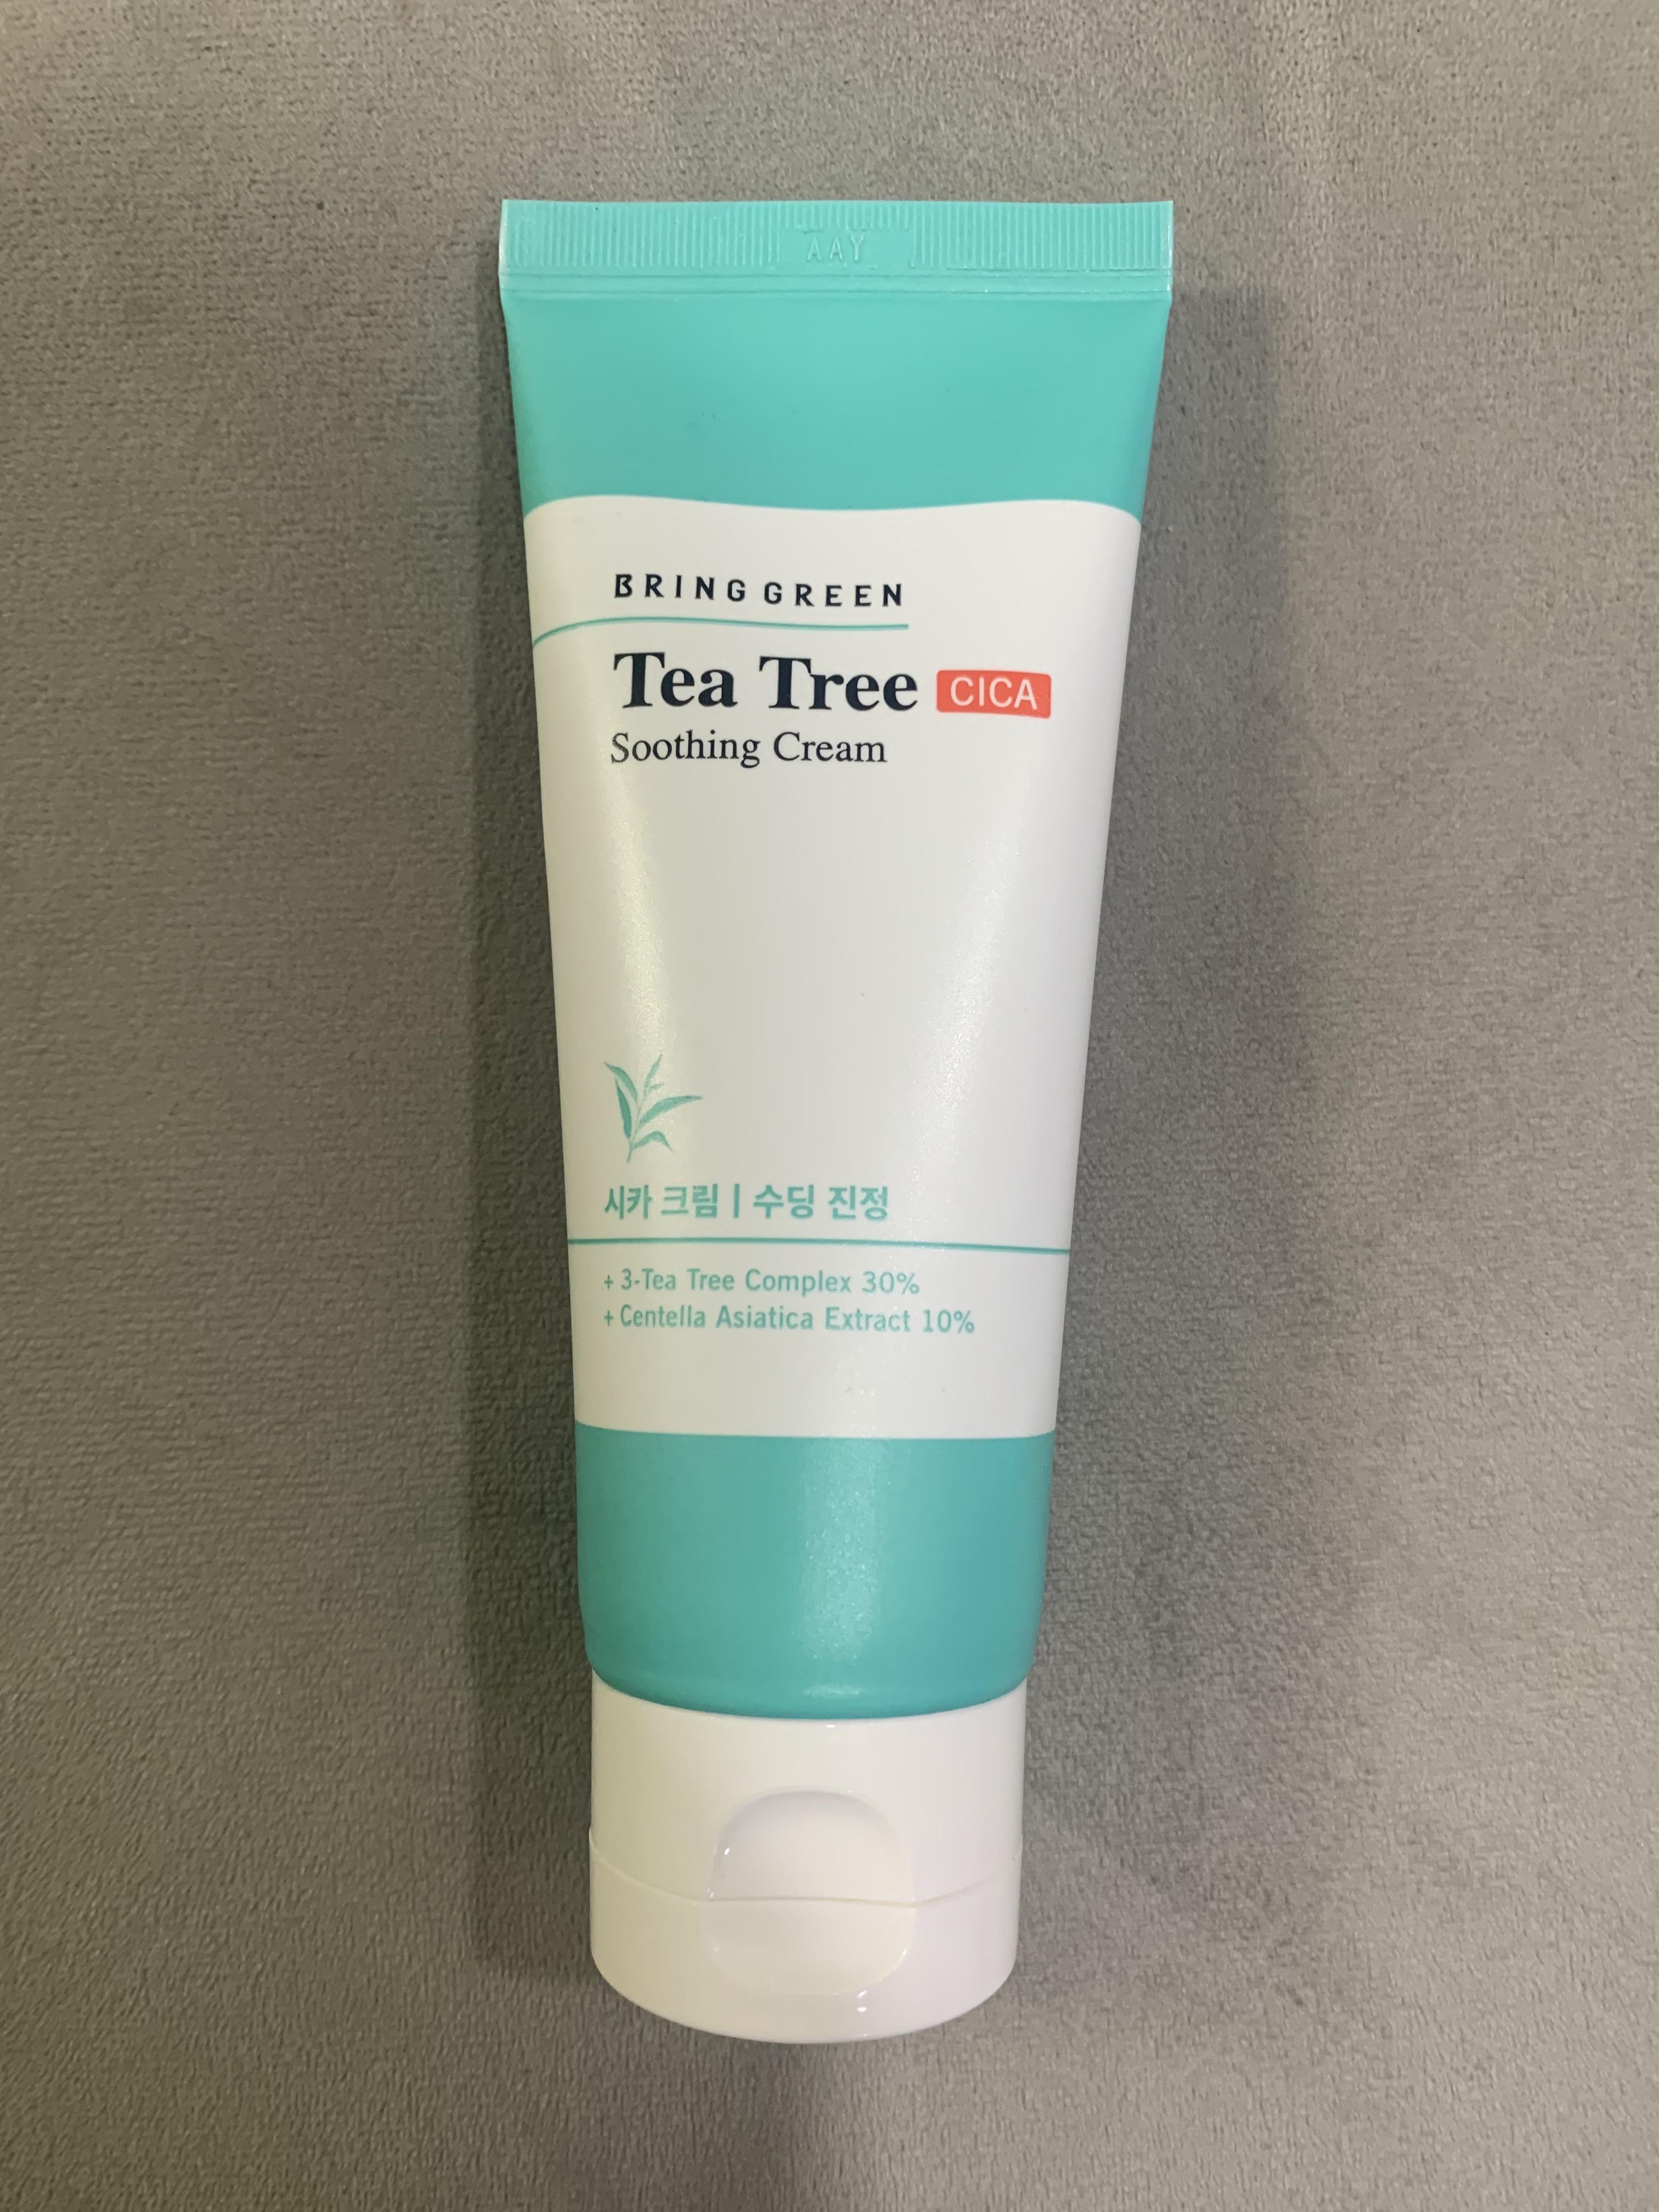 AAY
BRING GREEN
Tea Tree CICA
Soothing Cream
시카 크림 | 수딩 진정
+ 3-Tea Tree Complex 30%
+ Centella Asiatica Extract 10%